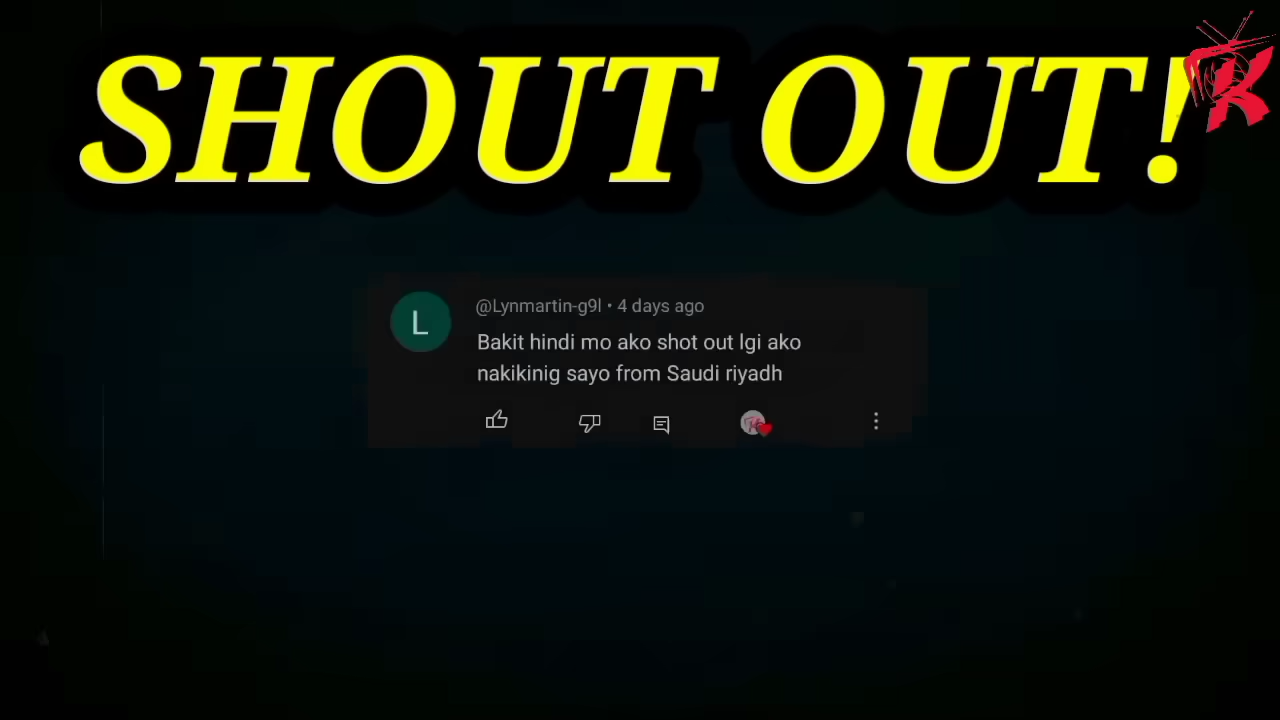 SHOUT OUT!
K
L
@Lynmartin-g9l • 4 days ago
Bakit hindi mo ako shot out lgi ako
nakikinig sayo from Saudi riyadh